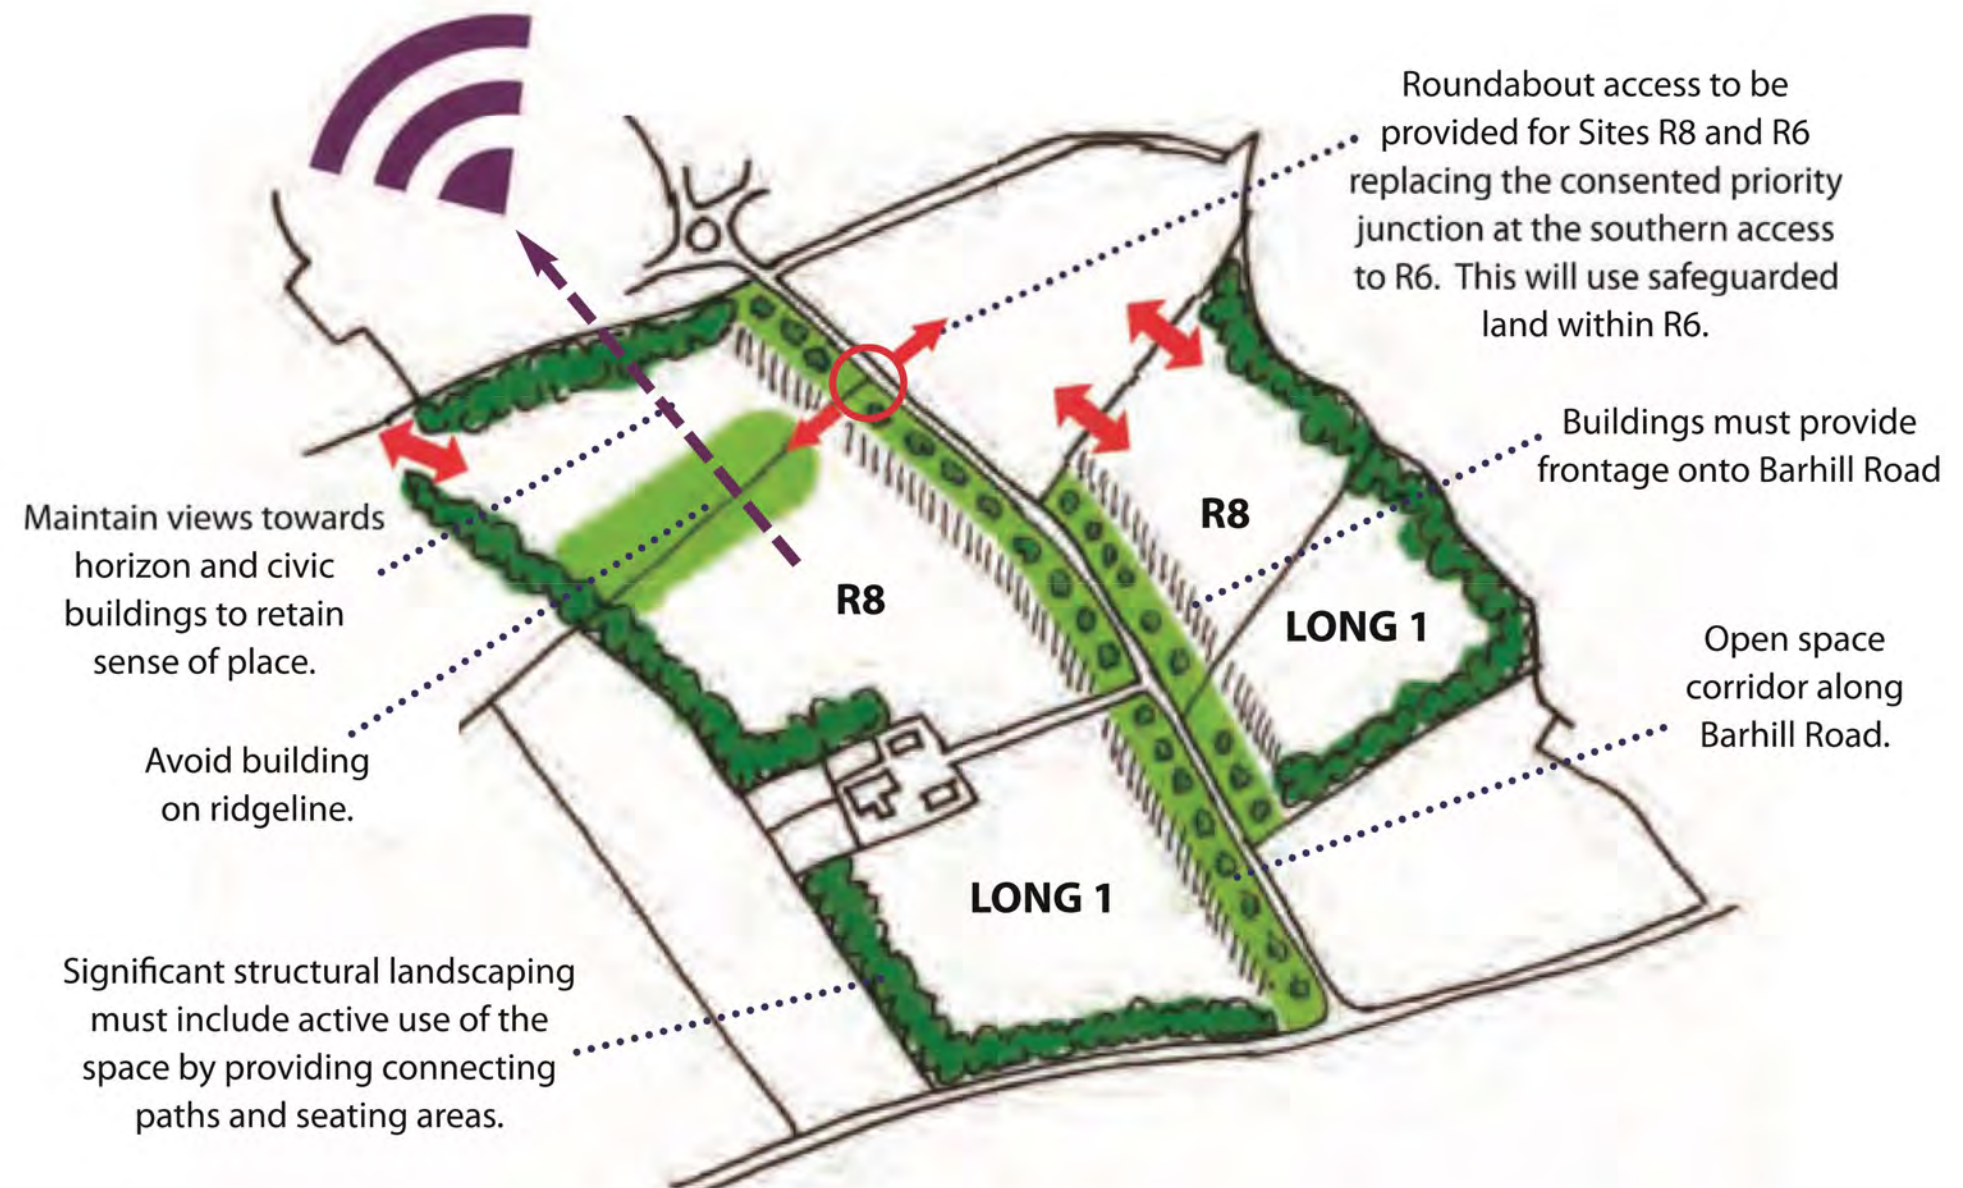 Roundabout access to be
provided for Sites R8 and R6
replacing the consented priority
junction at the southern access
to R6. This will use safeguarded
land within R6.
Buildings must provide
frontage onto Barhill Road
R8
Maintain views towards
horizon and civic
buildings to retain
sense of place.
R8
LONG 1
Open space
corridor along
Barhill Road.
Avoid building
on ridgeline.
LONG 1
Significant structural landscaping
must include active use of the
space by providing connecting
paths and seating areas.